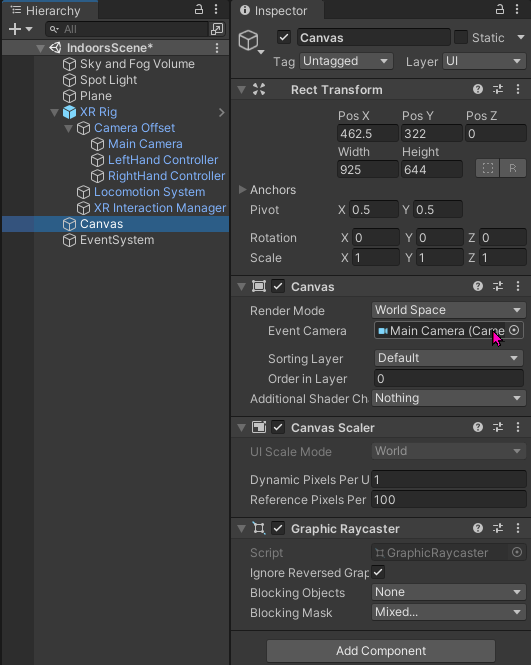 Hierarchy
All
IndoorsScene*
Sky and Fog Volume
Spot Light
Plane
XR Rig
Camera Offset
Main Camera
LeftHand Controller
RightHand Controller
Locomotion System
XR Interaction Manager
Canvas
EventSystem
Inspector
Canvas Static
Tag Untagged Layer UI
Rect Transform
Pos X Pos Y Pos Z
462.5 322 0
Width Height
925 644 R
Anchors
Pivot X 0.5 Y 0.5
Rotation X 0 Y 0 Z 0
Scale X 1 Y 1 Z 1
Canvas
Render Mode World Space
Event Camera Main Camera (Came
Sorting Layer Default
Order in Layer 0
Additional Shader Ch Nothing
Canvas Scaler
UI Scale Mode World
Dynamic Pixels Per U 1
Reference Pixels Per 100
Graphic Raycaster
Script GraphicRaycaster
Ignore Reversed Grap
Blocking Objects None
Blocking Mask Mixed...
Add Component